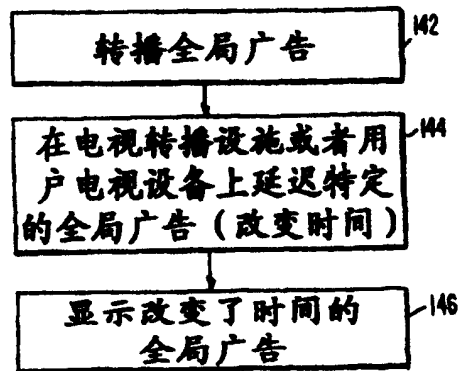 转播全局广告
142
在电视转播设施或者用
户电视设备上延迟特定
的全局广告（改变时间）
144
显示改变了时间的
全局广告
146